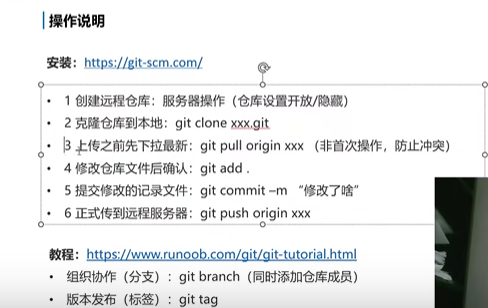 操作说明
安装：https://git-scm.com/
• 1 创建远程仓库：服务器操作（仓库设置开放/隐藏）
• 2 克隆仓库到本地：git clone xxx.git
• 3 上传之前先下拉最新：git pull origin xxx （非首次操作，防止冲突）
• 4 修改仓库文件后确认：git add .
• 5 提交修改的记录文件：git commit –m “修改了啥”
• 6 正式传到远程服务器：git push origin xxx
教程：https://www.runoob.com/git/git-tutorial.html
• 组织协作（分支）：git branch（同时添加仓库成员）
• 版本发布（标签）：git tag